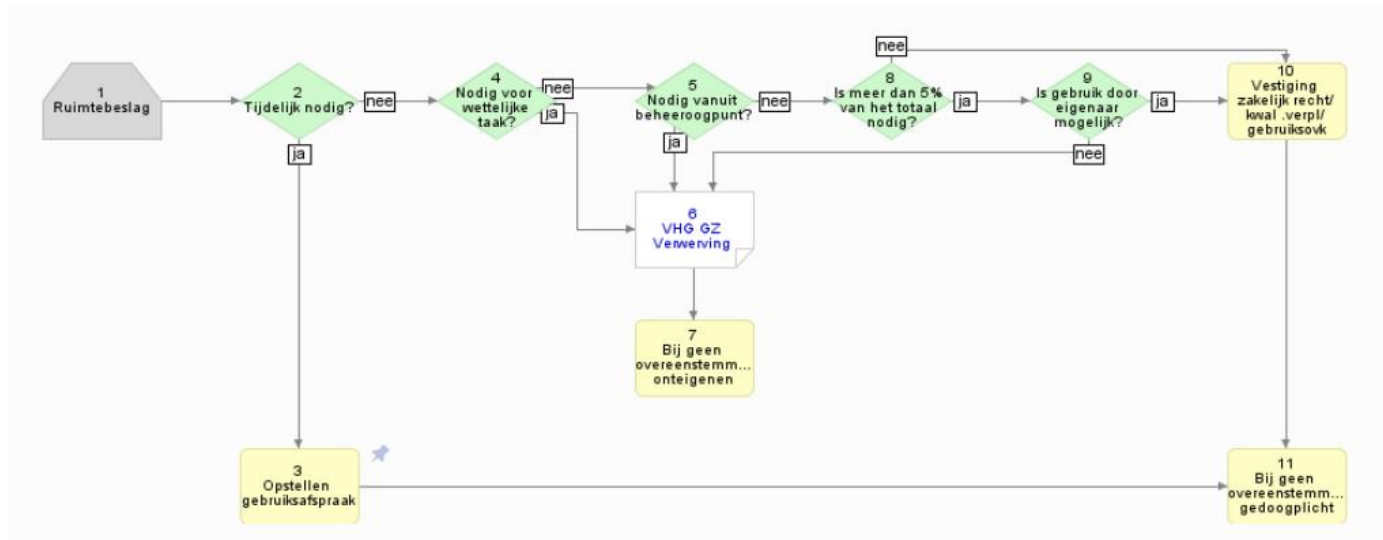 1
Ruimtebeslag
2
Tijdelijk nodig?
nee
ja
3
Opstellen
gebruiksafspraak
4
Nodig voor
wettelijke
taak?
nee
ja
5
Nodig vanuit
beheeroogpunt?
nee
ja
6
VHG GZ
Verwerving
7
Bij geen
overeenstemm...
onteigenen
8
Is meer dan 5%
van het totaal
nodig?
nee
ja
9
Is gebruik door
eigenaar
mogelijk?
ja
nee
10
Vestiging
zakelijk recht/
kwal .verpl/
gebruiksovk
11
Bij geen
overeenstemm...
gedoogplicht